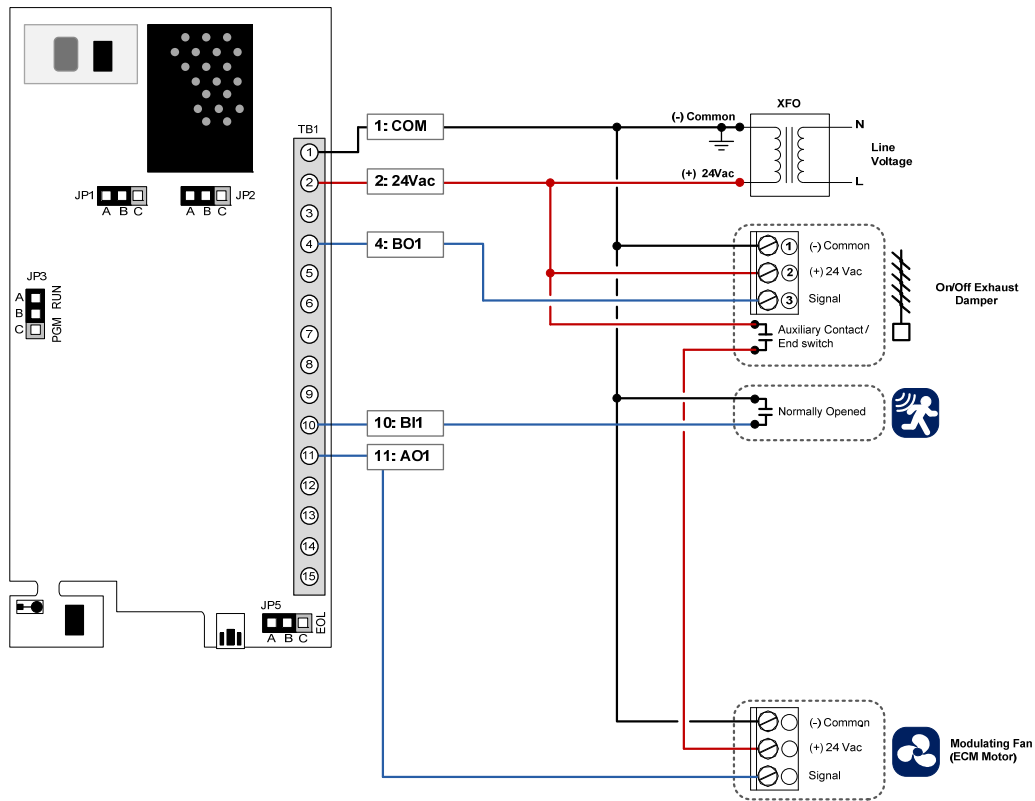 XFO
(-) Common
N
1: COM
TB1
Line
Voltage
1
(+) 24Vac
L
2: 24Vac
2
JP1
JP2
A B C
A B C
3
4: BO1
4
1
(-) Common
2
(+) 24 Vac
3
Signal
On/Off Exhaust
Damper
5
JP3
A
B
C
RUN
PGM
6
Auxiliary Contact /
End switch
7
8
9
Normally Opened
10: BI1
10
11: AO1
11
12
13
14
15
JP5
A B C
EOL
(-) Common
(+) 24 Vac
Signal
Modulating Fan
(ECM Motor)